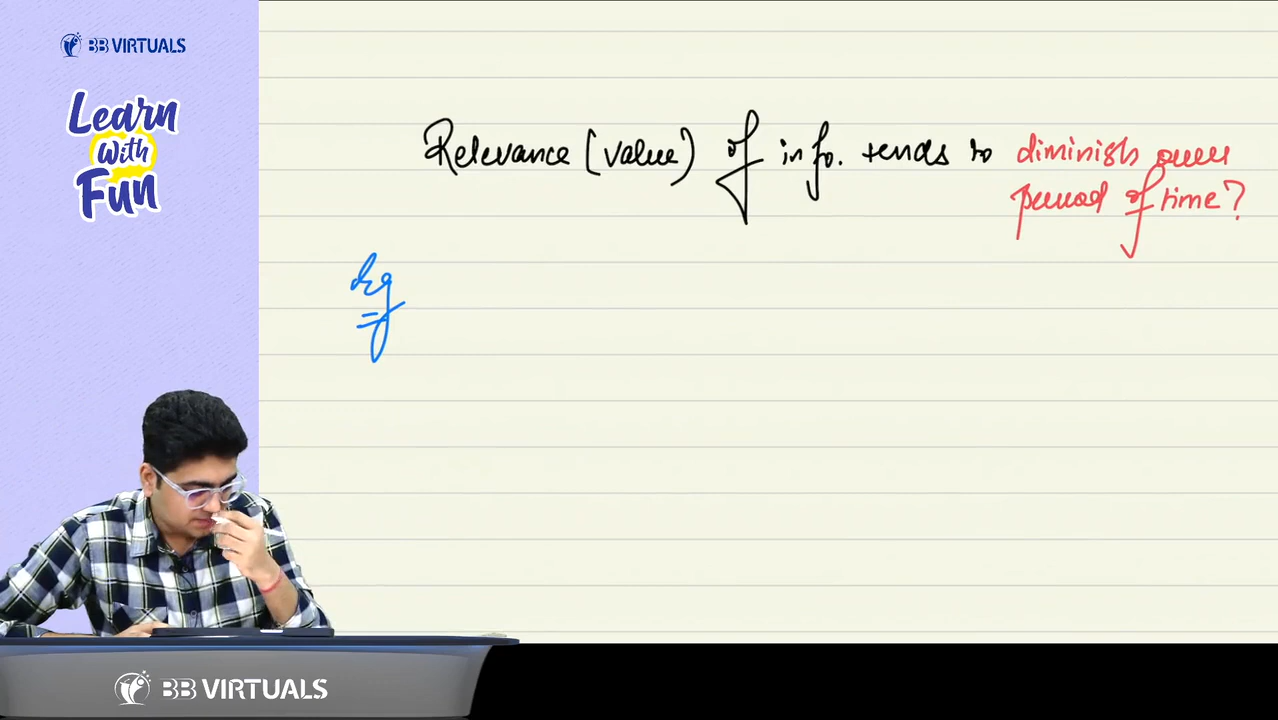 BB VIRTUALS
Learn
with
Fun
Relevance (value) of info. tends to diminish over
period of time?
Eg
BB VIRTUALS